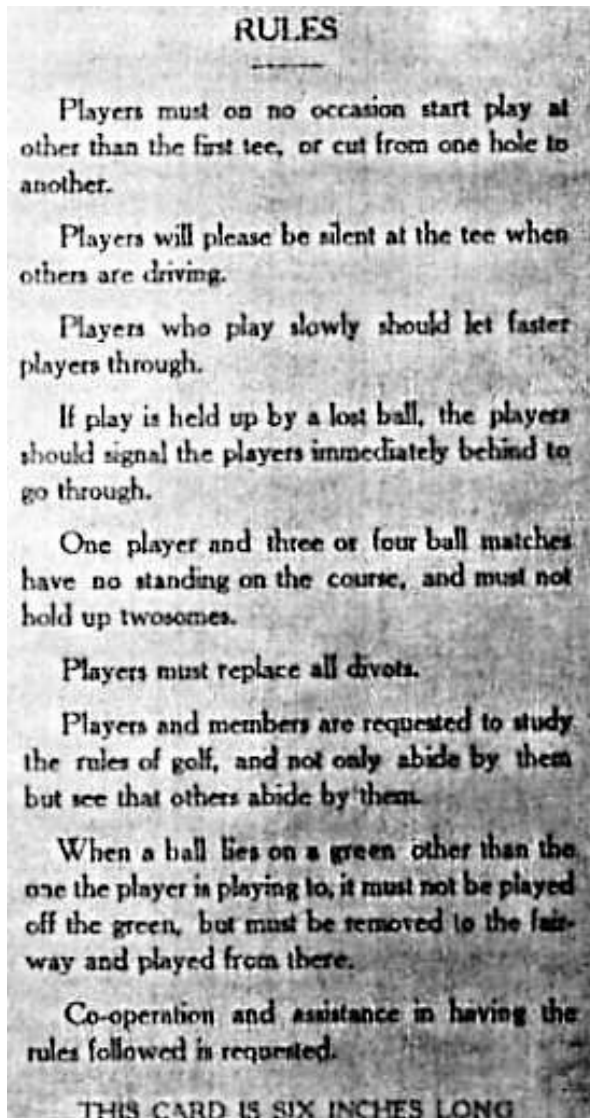 RULES
Players must on no occasion start play at
other than the first tee, or cut from one hole to
another.
Players will please be silent at the tee when
others are driving.
Players who play slowly should let faster
players through.
If play is held up by a lost ball, the players
should signal the players immediately behind to
go through.
One player and three or four ball matches
have no standing on the course, and must not
hold up twosomes.
Players must replace all divots.
Players and members are requested to study
the rules of golf, and not only abide by them
but see that others abide by them.
When a ball lies on a green other than the
one the player is playing to, it must not be played
off the green, but must be removed to the fair-
way and played from there.
Co-operation and assistance in having the
rules followed is requested.
THIS CARD IS SIX INCHES LONG